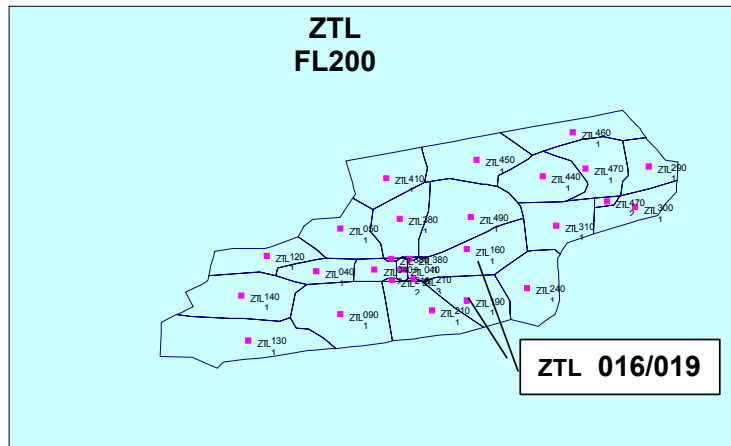 ZTL
FL200
ZTL460
1
ZTL450
1
ZTL470
1
ZTL290
1
ZTL410
1
ZTL440
1
ZTL470
2
ZTL300
1
ZTL380
1
ZTL490
1
ZTL310
1
ZTL050
1
ZTL160
1
ZTL120
1
ZTL040
1
ZTL240
1
ZTL140
1
ZTL190
1
ZTL210
1
ZTL090
1
ZTL130
1
ZTL 016/019